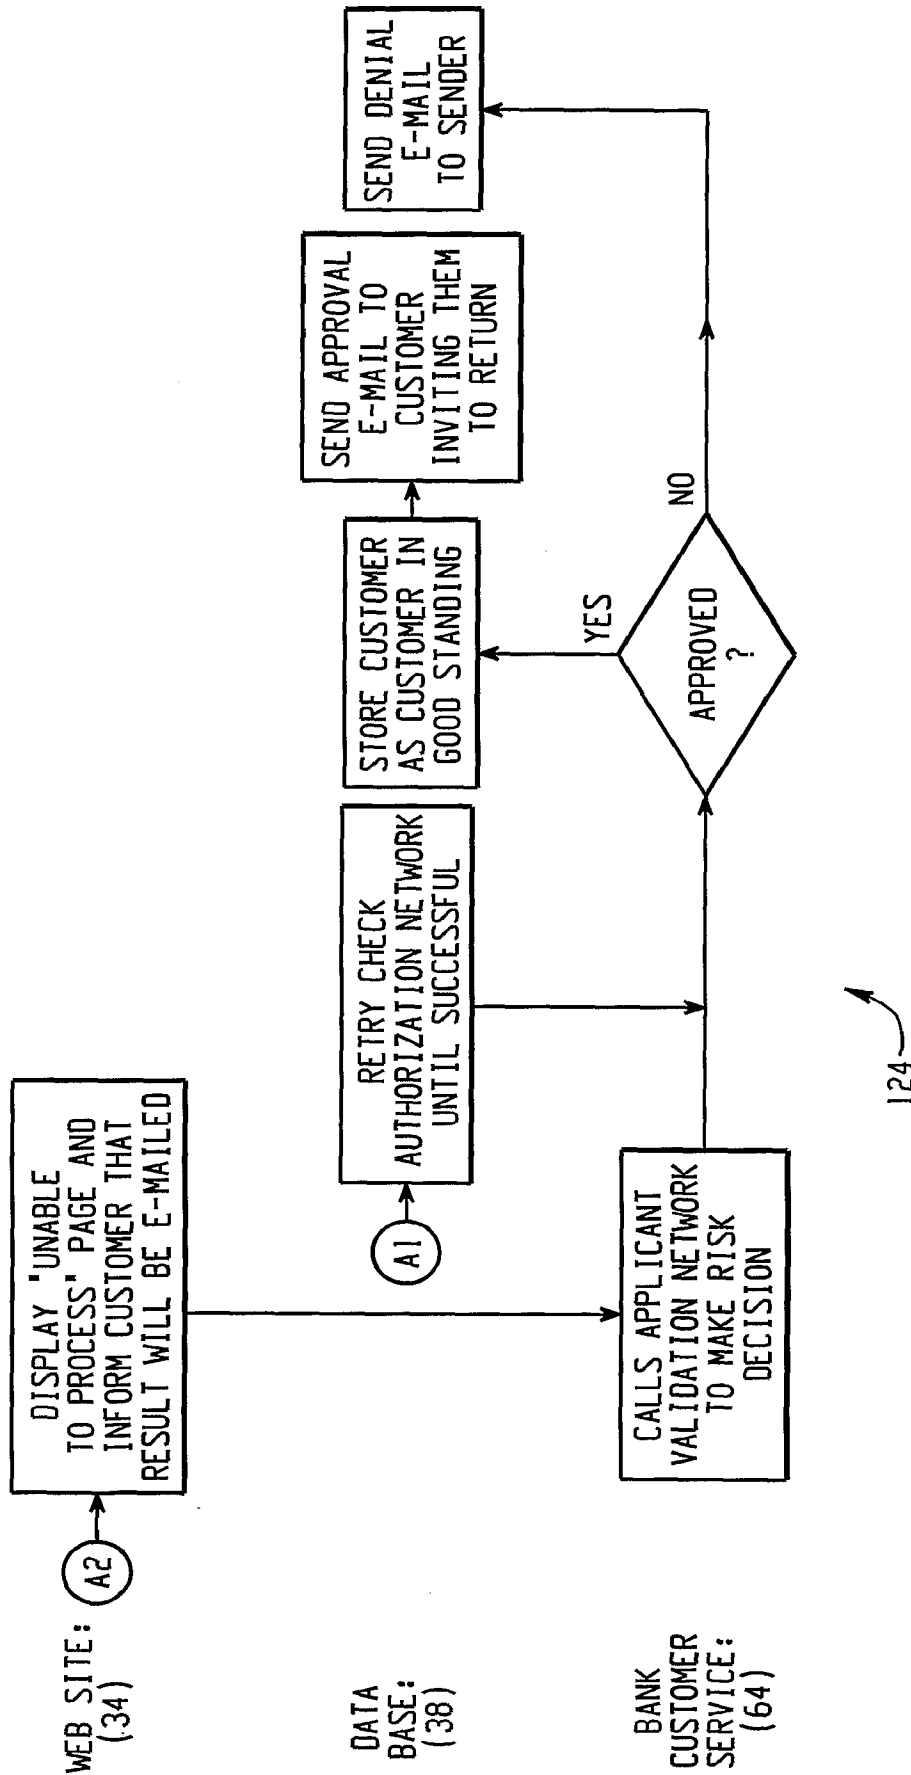 WEB SITE:
(34)
A2
DISPLAY "UNABLE
TO PROCESS" PAGE AND
INFORM CUSTOMER THAT
RESULT WILL BE E-MAILED
DATA
BASE:
(38)
A1
RETRY CHECK
AUTHORIZATION NETWORK
UNTIL SUCCESSFUL
STORE CUSTOMER
AS CUSTOMER IN
GOOD STANDING
SEND APPROVAL
E-MAIL TO
CUSTOMER
INVITING THEM
TO RETURN
SEND DENIAL
E-MAIL
TO SENDER
BANK
CUSTOMER
SERVICE:
(64)
CALLS APPLICANT
VALIDATION NETWORK
TO MAKE RISK
DECISION
APPROVED
?
YES
NO
124